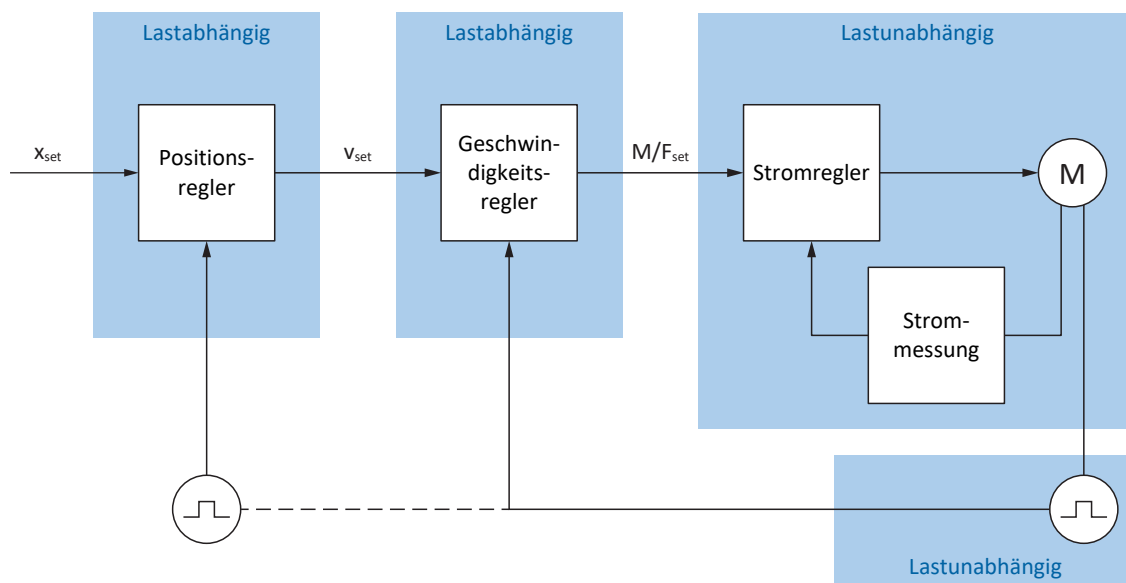 Lastabhängig
Lastabhängig
Lastunabhängig
xset
Positions-
regler
vset
Geschwin-
digkeits-
regler
M/Fset
Stromregler
M
Strom-
messung
Lastunabhängig